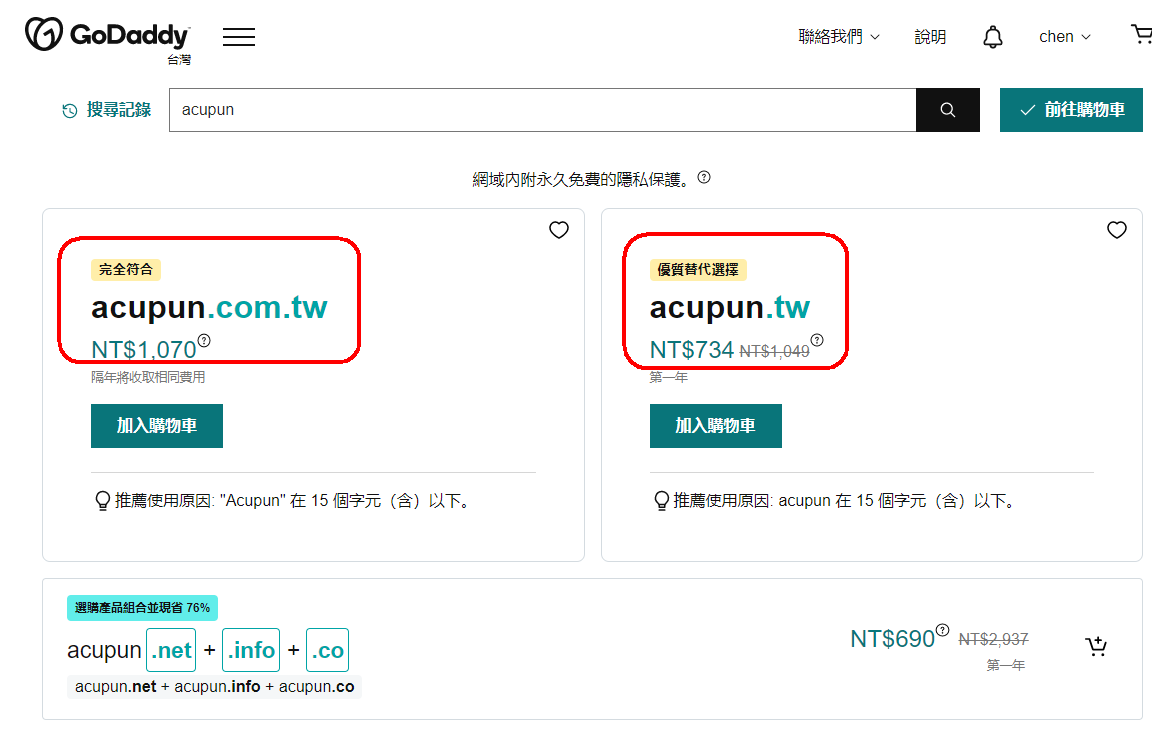 GoDaddy
台灣
聯絡我們
說明
chen
搜尋記錄
acupun
前往購物車
網域內附永久免費的隱私保護。
完全符合
acupun.com.tw
NT$1,070
隔年將收取相同費用
加入購物車
推薦使用原因: "Acupun" 在 15 個字元（含）以下。
優質替代選擇
acupun.tw
NT$734 NT$1,049
第一年
加入購物車
推薦使用原因: acupun 在 15 個字元（含）以下。
選購產品組合並現省 76%
acupun .net + .info + .co
acupun.net + acupun.info + acupun.co
NT$690 NT$2,937
第一年